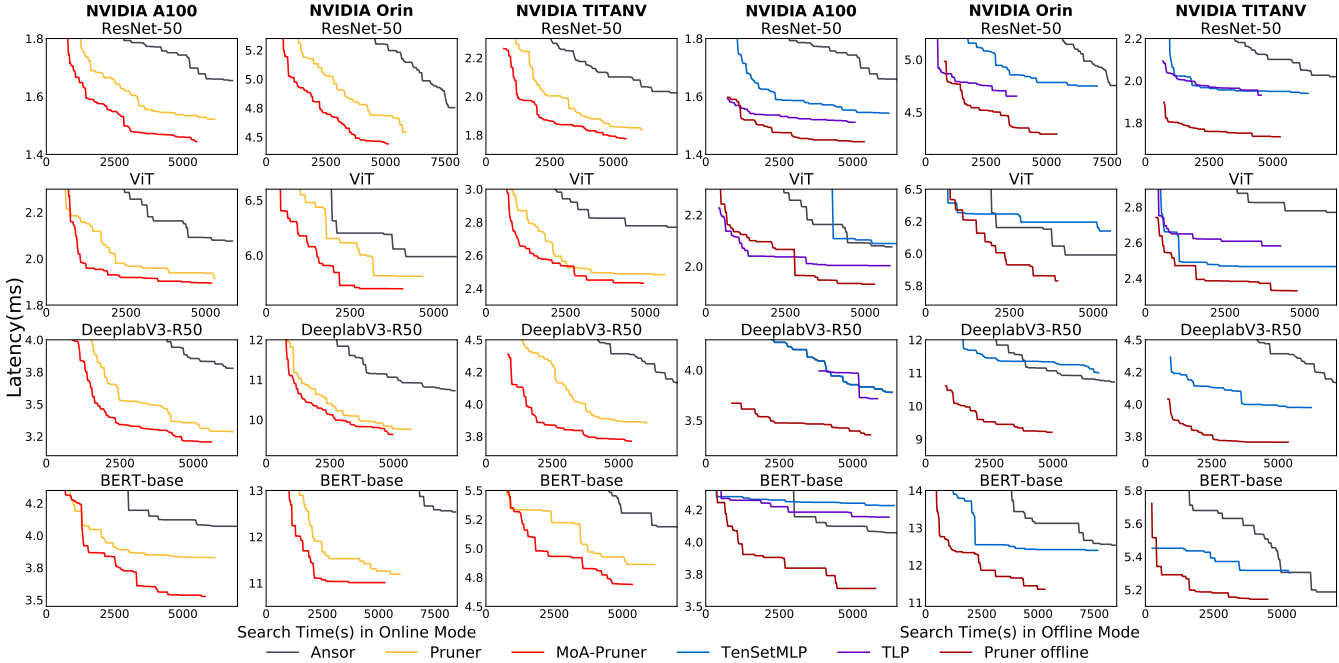 NVIDIA A100 NVIDIA Orin NVIDIA TITANV NVIDIA A100 NVIDIA Orin NVIDIA TITANV
ResNet-50 ResNet-50 ResNet-50 ResNet-50 ResNet-50 ResNet-50
1.8 1.6 1.4 0 2500 5000
5.2 5.0 4.8 4.5 0 2500 5000 7500
2.2 2.0 1.8 0 2500 5000
1.8 1.6 1.4 0 2500 5000
5.0 4.5 0 2500 5000 7500
2.2 2.0 1.8 0 2500 5000
ViT ViT ViT ViT ViT ViT
2.2 2.0 1.8 0 2500 5000
6.5 6.0 0 2500 5000
3.0 2.8 2.6 2.4 0 2500 5000
2.2 2.0 0 2500 5000
6.5 6.2 6.0 5.8 0 2500 5000
2.8 2.6 2.4 0 2500 5000
Latency(ms)
DeeplabV3-R50 DeeplabV3-R50 DeeplabV3-R50 DeeplabV3-R50 DeeplabV3-R50 DeeplabV3-R50
4.0 3.8 3.5 3.2 0 2500 5000
12 11 10 0 2500 5000
4.5 4.2 4.0 3.8 0 2500 5000
4.0 3.5 0 2500 5000
12 11 10 9 0 2500 5000
4.5 4.2 4.0 3.8 0 2500 5000
BERT-base BERT-base BERT-base BERT-base BERT-base BERT-base
4.2 4.0 3.8 3.5 0 2500 5000
13 12 11 0 2500 5000 7500
5.5 5.2 5.0 4.8 4.5 0 2500 5000
4.2 4.0 3.8 3.5 0 2500 5000
14 13 12 11 0 2500 5000 7500
5.8 5.6 5.4 5.2 0 2500 5000
Search Time(s) in Online Mode Search Time(s) in Offline Mode
Ansor Pruner MoA-Pruner TenSetMLP TLP Pruner offline